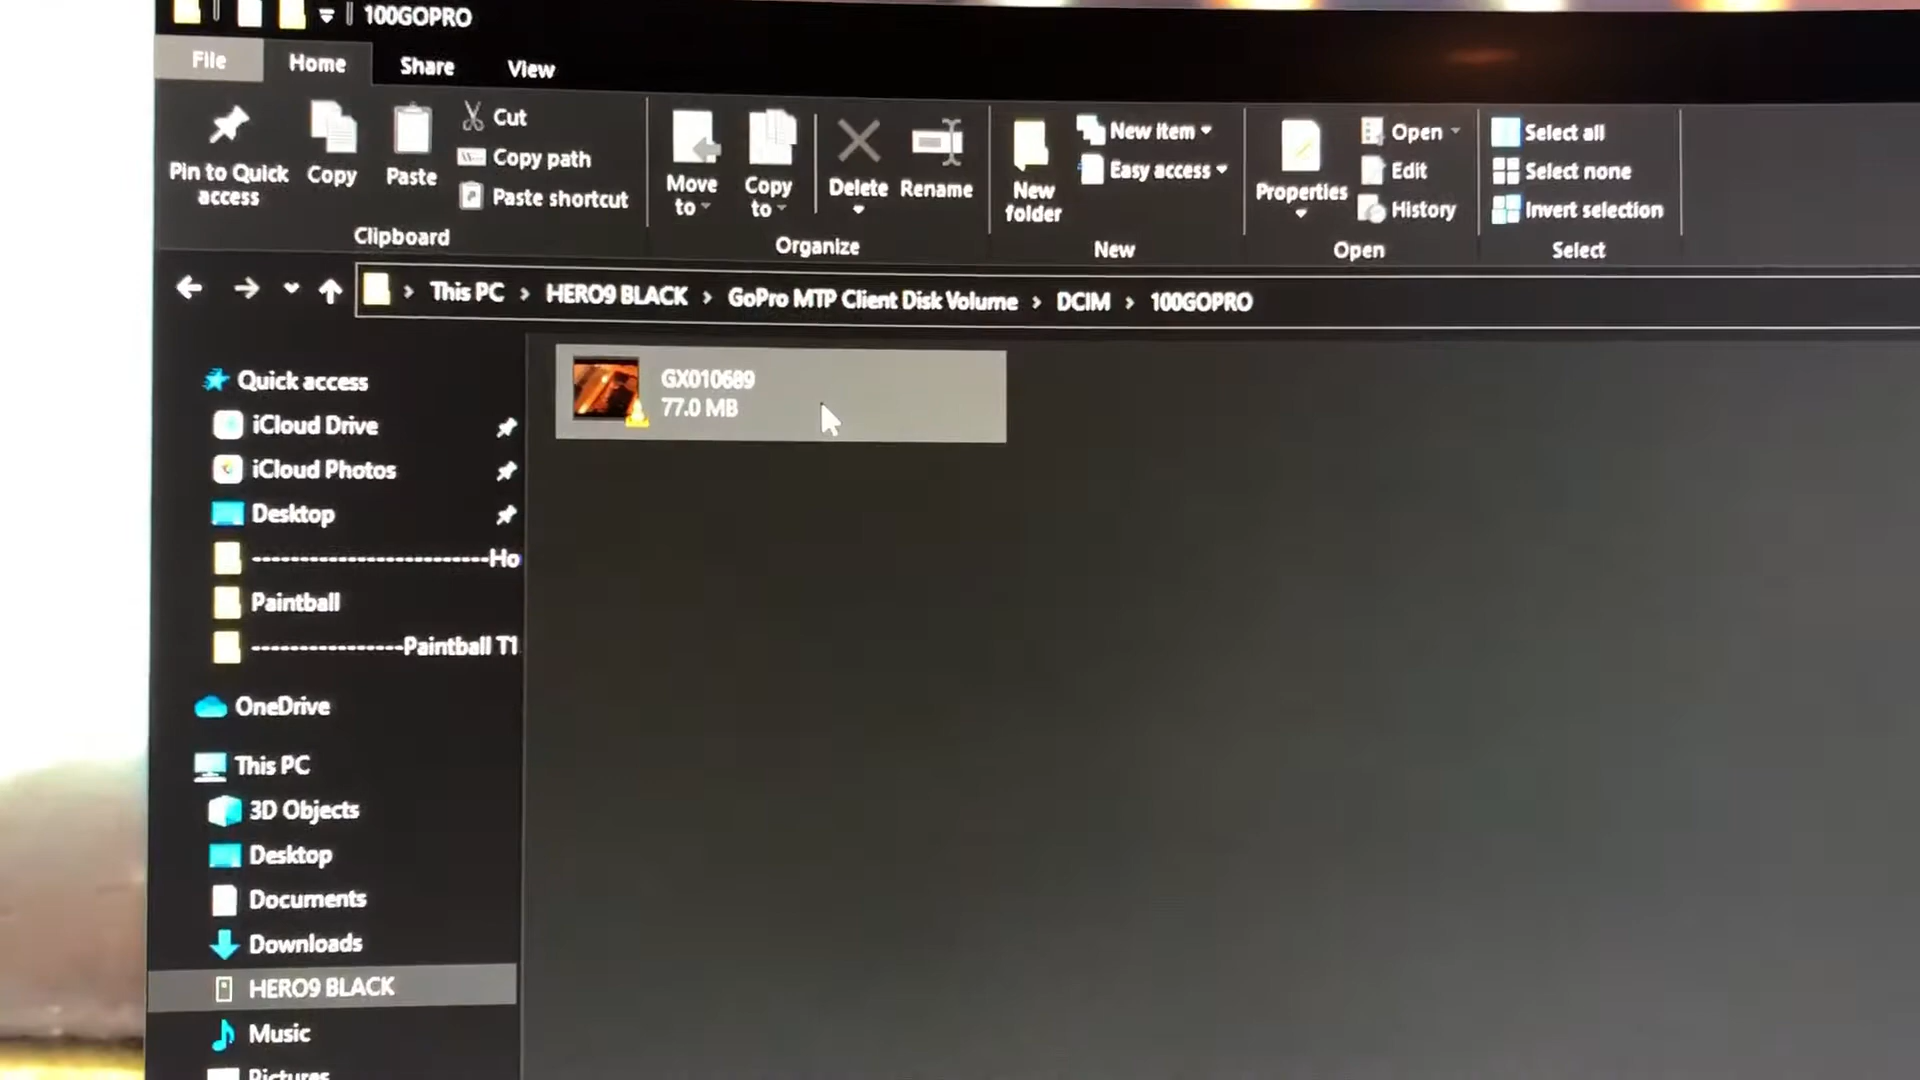 100GOPRO
File
Home
Share
View
Pin to Quick access
Copy
Paste
Cut
Copy path
Paste shortcut
Clipboard
Move to
Copy to
Delete
Rename
Organize
New folder
New item
Easy access
New
Properties
Open
Edit
History
Open
Select all
Select none
Invert selection
Select
This PC > HERO9 BLACK > GoPro MTP Client Disk Volume > DCIM > 100GOPRO
GX010689
77.0 MB
Quick access
iCloud Drive
iCloud Photos
Desktop
-------------------------Ho
Paintball
----------------Paintball T1
OneDrive
This PC
3D Objects
Desktop
Documents
Downloads
HERO9 BLACK
Music
Pictures